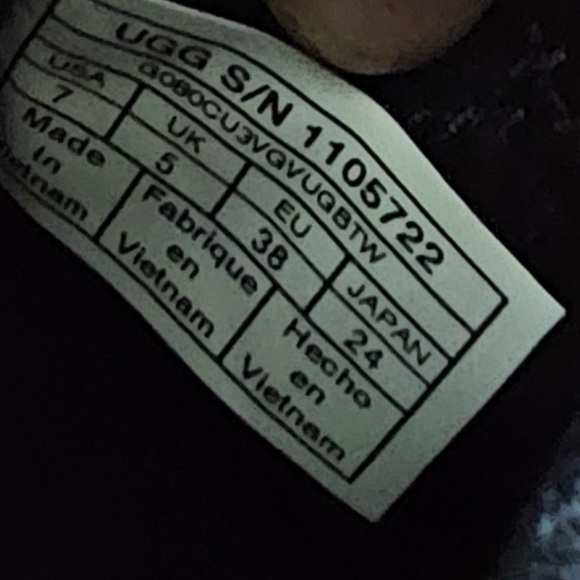 UGG S/N 1105722
G080CU3VGVUGBTW
USA UK EU JAPAN
7 5 38 24
Made Fabrique Hecho
in en en
Vietnam Vietnam Vietnam